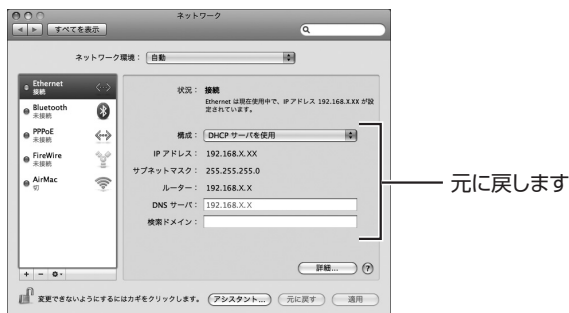 ネットワーク
すべてを表示
ネットワーク環境： 自動
Ethernet
接続
Bluetooth
未接続
PPPoE
未接続
FireWire
未接続
AirMac
切
状況： 接続
Ethernet は現在使用中で、IP アドレス 192.168.X.XX が設
定されています。
構成： DHCP サーバを使用
IP アドレス： 192.168.X.XX
サブネットマスク： 255.255.255.0
ルーター： 192.168.X.X
DNS サーバ： 192.168.X.X
検索ドメイン：
元に戻します
詳細... ?
変更できないようにするにはカギをクリックします。 アシスタント... 元に戻す 適用